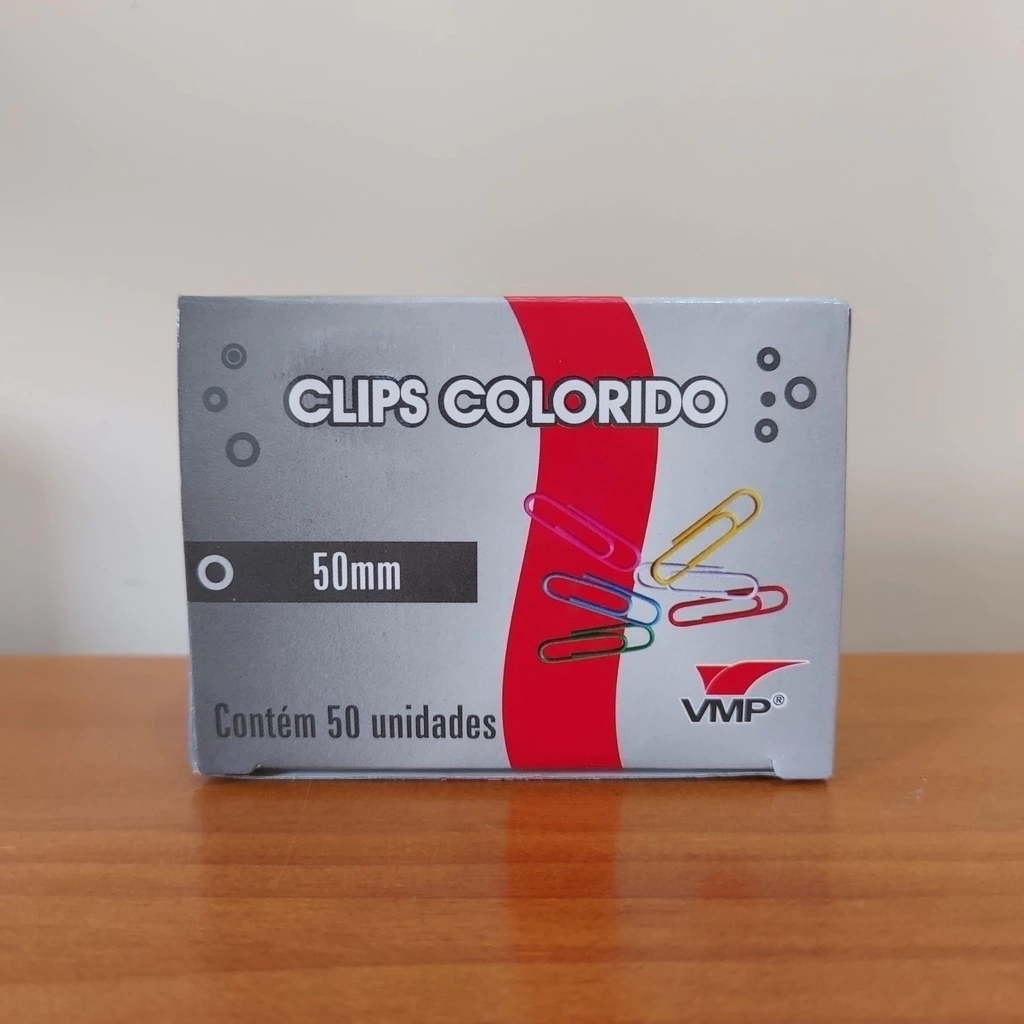 CLIPS COLORIDO
50mm
Contém 50 unidades
VMP®